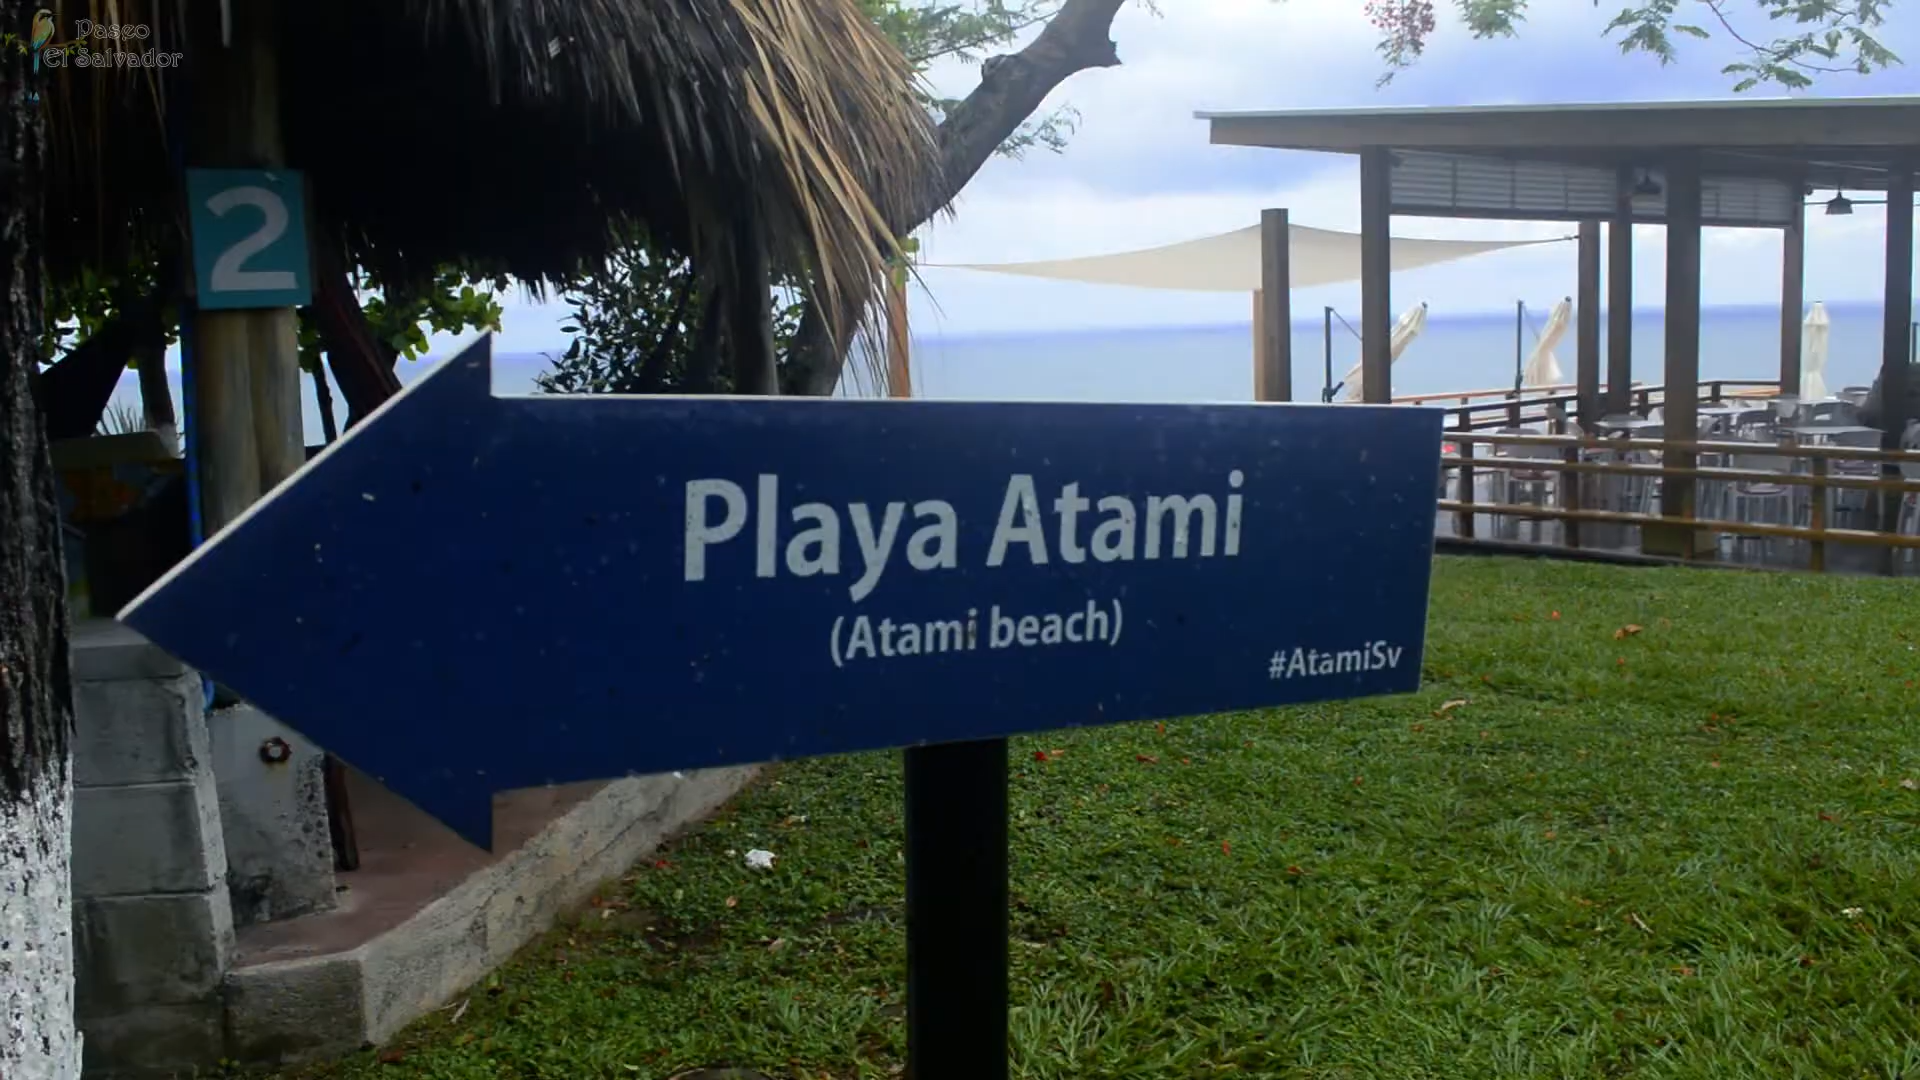 Paseo
El Salvador
2
Playa Atami
(Atami beach)
#AtamiSv